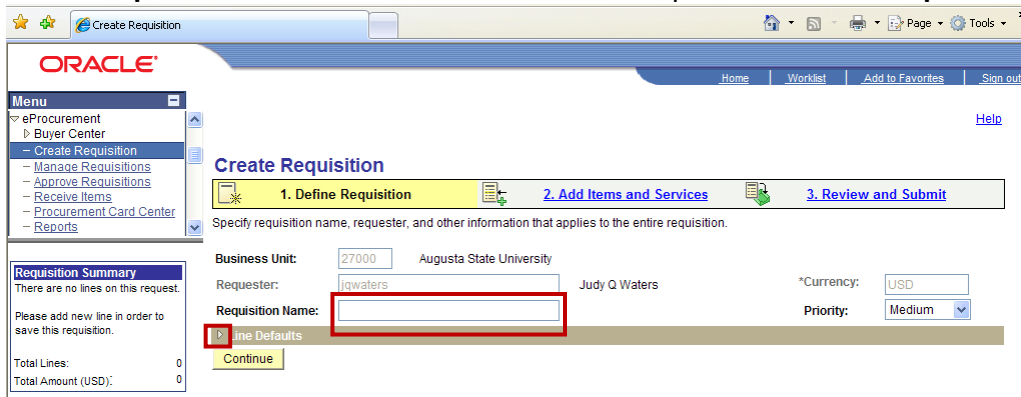 Create Requisition
Page
Tools
ORACLE
Home Worklist Add to Favorites Sign out
Menu
eProcurement
Buyer Center
– Create Requisition
– Manage Requisitions
– Approve Requisitions
– Receive Items
– Procurement Card Center
– Reports
Help
Create Requisition
1. Define Requisition 2. Add Items and Services 3. Review and Submit
Specify requisition name, requester, and other information that applies to the entire requisition.
Business Unit: 27000 Augusta State University
Requester: jqwaters Judy Q Waters *Currency: USD
Requisition Name: Priority: Medium
Line Defaults
Continue
Requisition Summary
There are no lines on this request.
Please add new line in order to
save this requisition.
Total Lines: 0
Total Amount (USD): 0